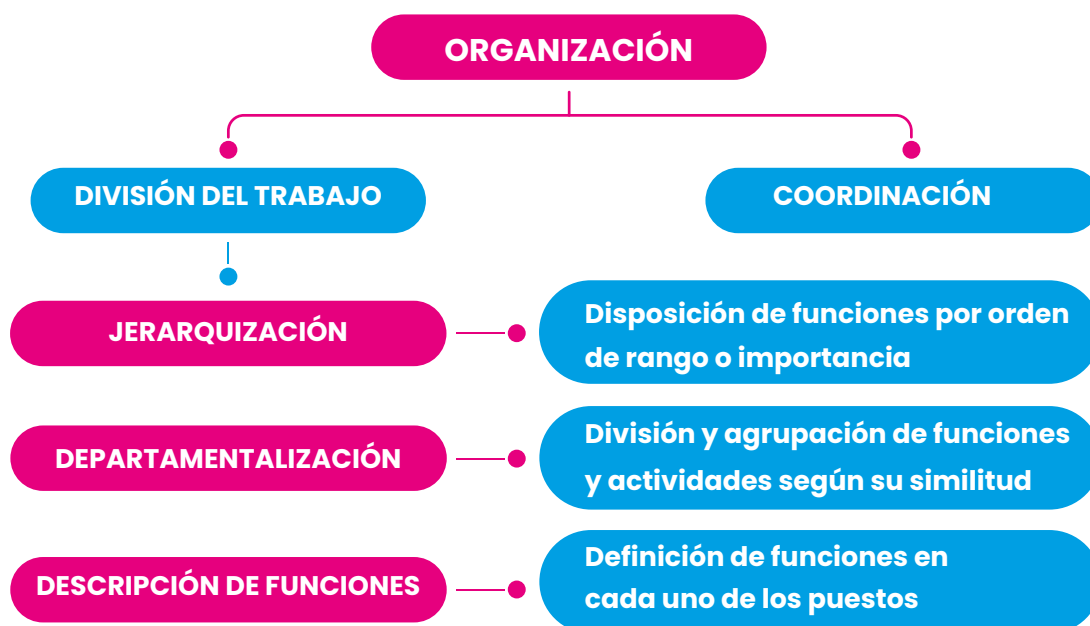 ORGANIZACIÓN
DIVISIÓN DEL TRABAJO
COORDINACIÓN
JERARQUIZACIÓN
Disposición de funciones por orden
de rango o importancia
DEPARTAMENTALIZACIÓN
División y agrupación de funciones
y actividades según su similitud
DESCRIPCIÓN DE FUNCIONES
Definición de funciones en
cada uno de los puestos